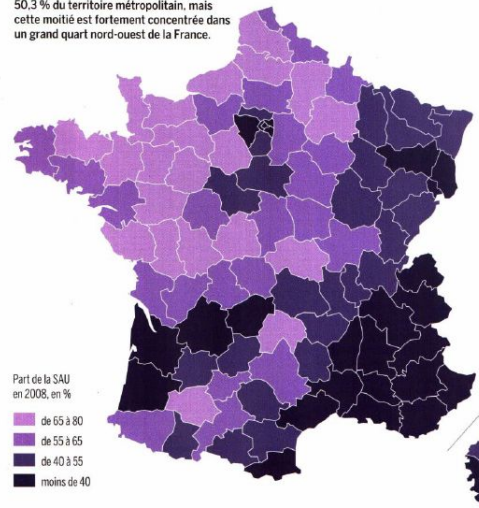 50,3 % du territoire métropolitain, mais
cette moitié est fortement concentrée dans
un grand quart nord-ouest de la France.
Part de la SAU
en 2008, en %
de 65 à 80
de 55 à 65
de 40 à 55
moins de 40